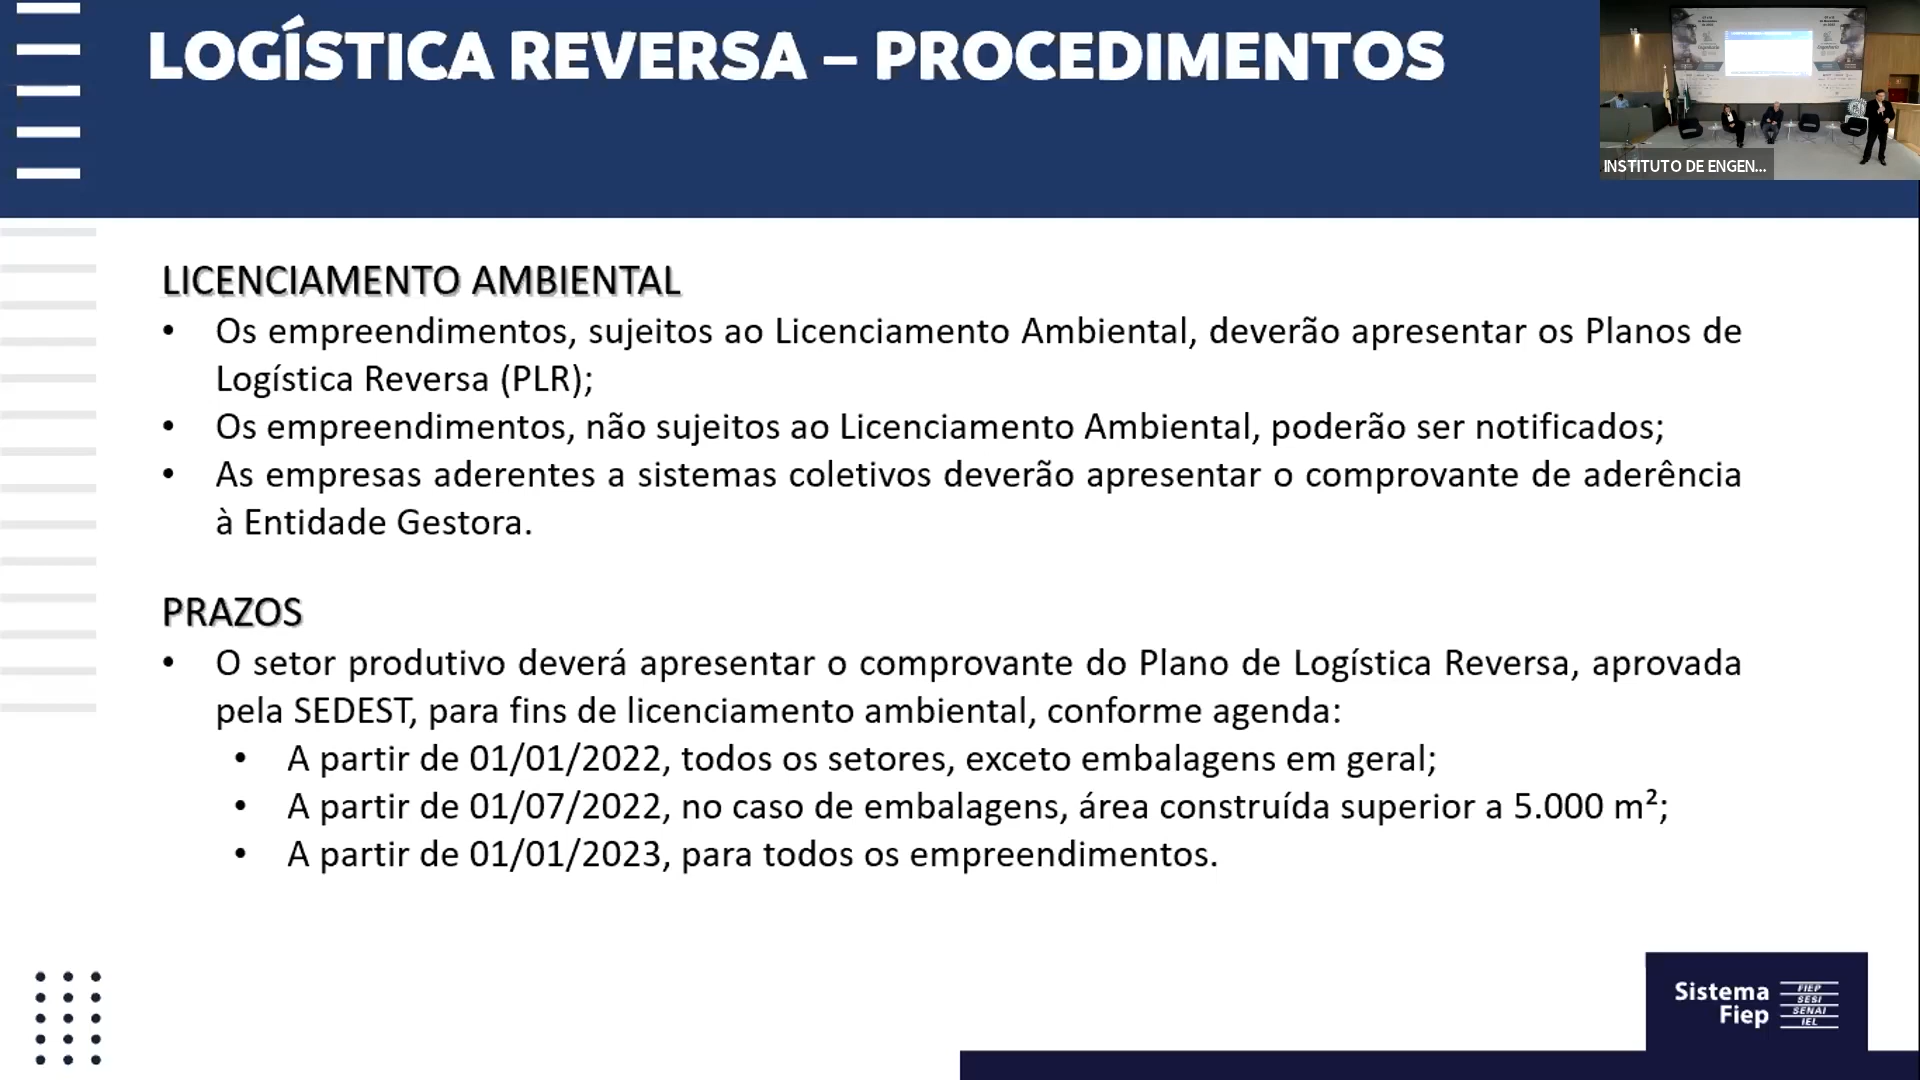 LOGÍSTICA REVERSA – PROCEDIMENTOS
INSTITUTO DE ENGEN...
LICENCIAMENTO AMBIENTAL
• Os empreendimentos, sujeitos ao Licenciamento Ambiental, deverão apresentar os Planos de
Logística Reversa (PLR);
• Os empreendimentos, não sujeitos ao Licenciamento Ambiental, poderão ser notificados;
• As empresas aderentes a sistemas coletivos deverão apresentar o comprovante de aderência
à Entidade Gestora.
PRAZOS
• O setor produtivo deverá apresentar o comprovante do Plano de Logística Reversa, aprovada
pela SEDEST, para fins de licenciamento ambiental, conforme agenda:
• A partir de 01/01/2022, todos os setores, exceto embalagens em geral;
• A partir de 01/07/2022, no caso de embalagens, área construída superior a 5.000 m²;
• A partir de 01/01/2023, para todos os empreendimentos.
Sistema
Fiep
FIEP
SESI
SENAI
IEL